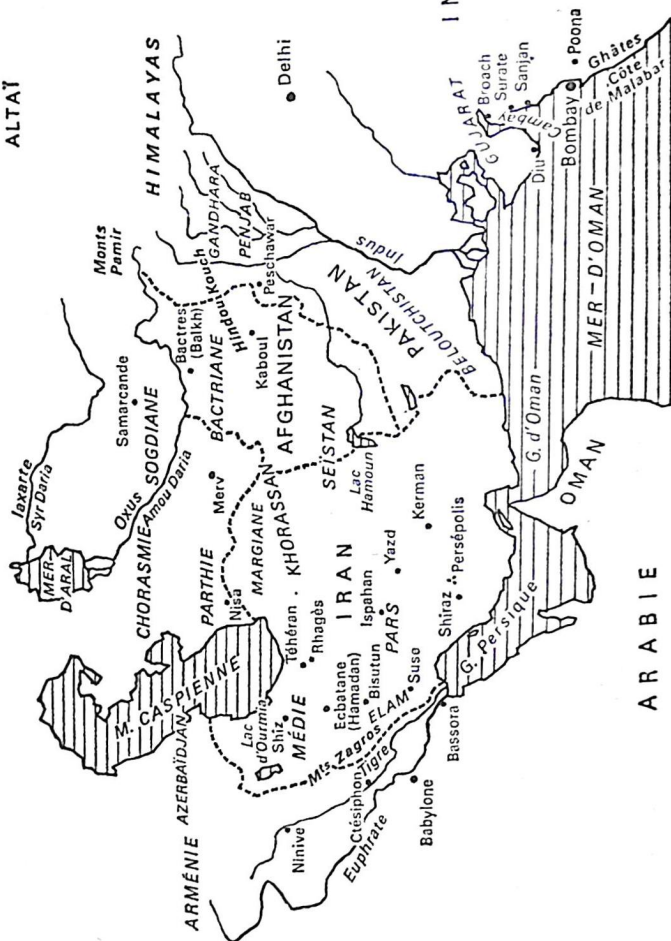 ALTAÏ
HIMALAYAS
Monts
Pamir
GANDHARA
PENJAB
Delhi
Iaxarte
Syr Daria
Samarcande
SOGDIANE
Oxus
Amou Daria
MER
D'ARAL
CHORASMIE
Bactres
(Balkh)
BACTRIANE
Hindou Kouch
Kaboul
Peschawar
AFGHANISTAN
PAKISTAN
BÉLOUTCHISTAN
Indus
GUJARAT
Broach
Surate
Sanjan
Cambay
Diu
Bombay
Poona
Ghâtes
Côte
de Malabar
MER-D'OMAN
G. d'Oman
OMAN
Merv
MARGIANE
PARTHIE
Nisa
KHORASSAN
SEÏSTAN
Lac
Hamoun
IRAN
Kerman
Yazd
Ispahan
PARS
Shiraz
Persépolis
G. Persique
ARABIE
M. CASPIENNE
Téhéran
Rhagès
AZERBAÏDJAN
Lac
d'Ourmia
Shiz
MÉDIE
Ecbatane
(Hamadan)
Bisutun
ELAM
Suse
Mts Zagros
ARMÉNIE
Ninive
Ctésiphon
Tigre
Euphrate
Babylone
Bassora